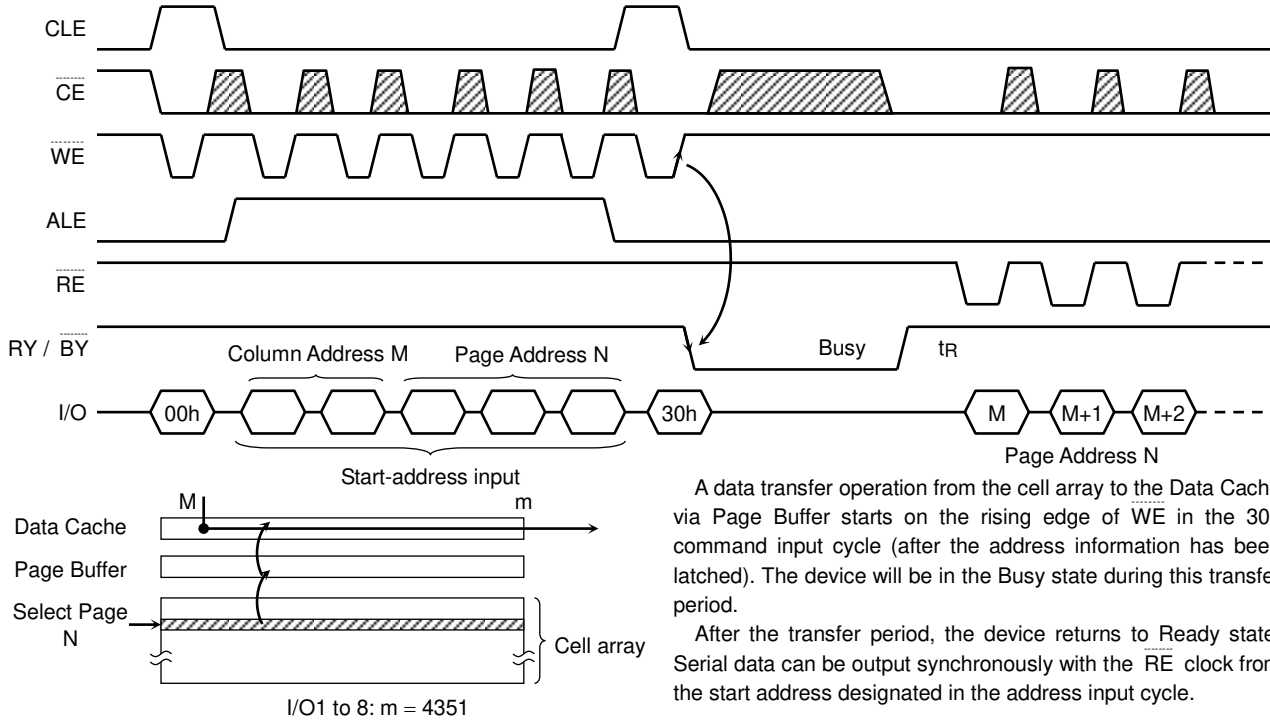 CLE
CE
WE
ALE
RE
RY / BY
Busy
tR
Column Address M
Page Address N
I/O
00h
30h
M
M+1
M+2
Start-address input
Page Address N
M
m
Data Cache
Page Buffer
Select Page
N
Cell array
I/O1 to 8: m = 4351
A data transfer operation from the cell array to the Data Cach
via Page Buffer starts on the rising edge of WE in the 30
command input cycle (after the address information has bee
latched). The device will be in the Busy state during this transfe
period.
After the transfer period, the device returns to Ready state
Serial data can be output synchronously with the RE clock from
the start address designated in the address input cycle.